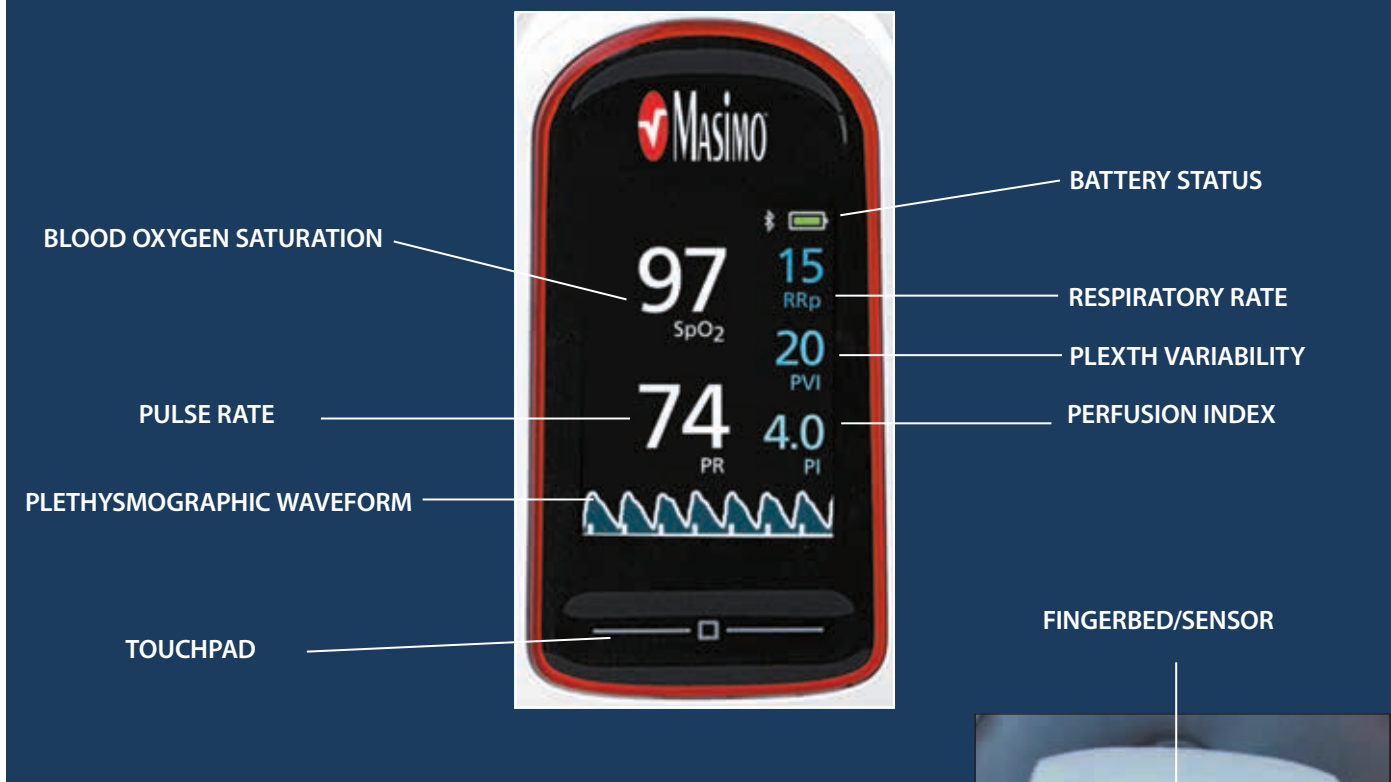 MASIMO
BATTERY STATUS
BLOOD OXYGEN SATURATION
97
SpO2
15
RRp
RESPIRATORY RATE
20
PVI
PLEXTH VARIABILITY
PULSE RATE
74
PR
4.0
PI
PERFUSION INDEX
PLETHYSMOGRAPHIC WAVEFORM
TOUCHPAD
FINGERBED/SENSOR